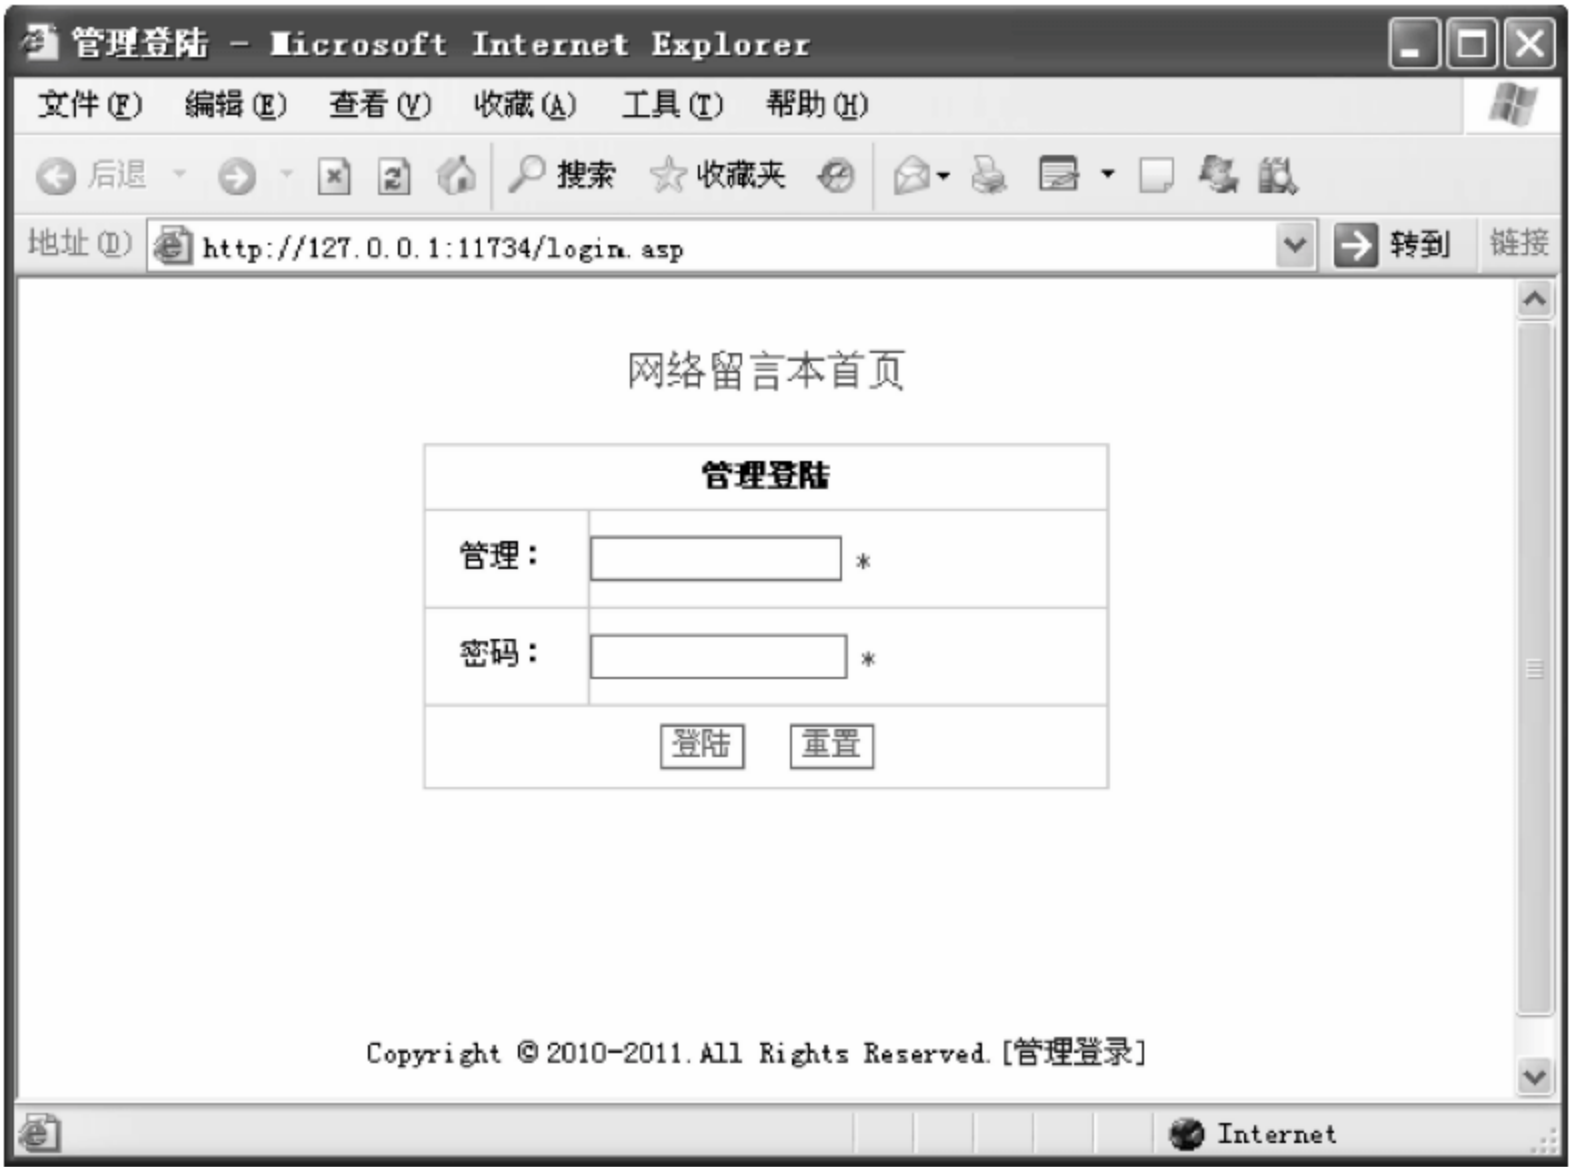 管理登陆 - Microsoft Internet Explorer
文件(F) 编辑(E) 查看(V) 收藏(A) 工具(T) 帮助(H)
后退 搜索 收藏夹
地址(D) http://127.0.0.1:11734/login.asp 转到 链接
网络留言本首页
管理登陆
管理： *
密码： *
登陆 重置
Copyright © 2010-2011. All Rights Reserved. [管理登录]
Internet